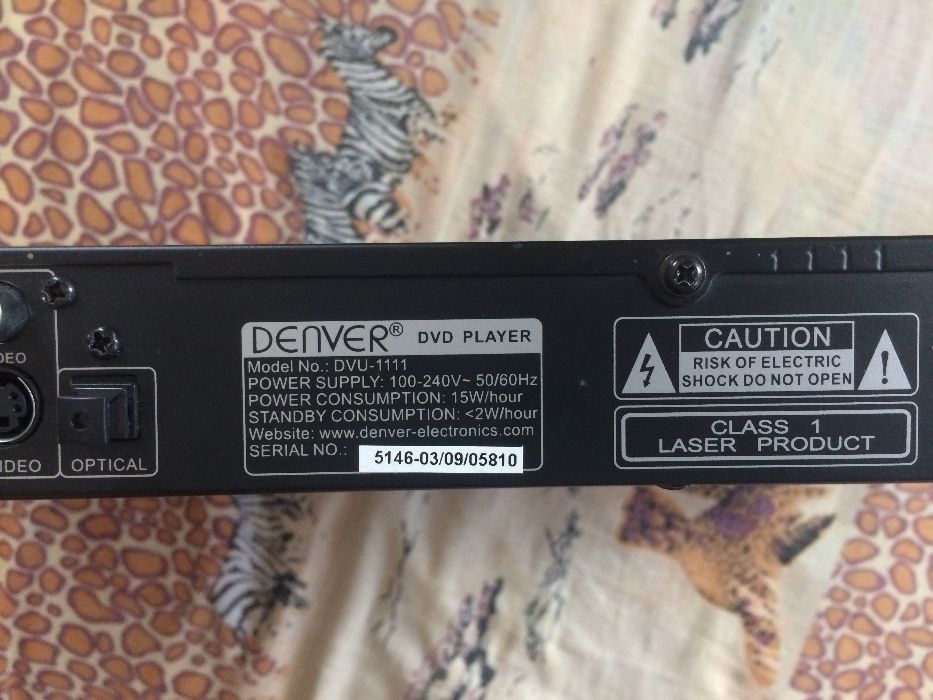 DENVER® DVD PLAYER
Model No.: DVU-1111
POWER SUPPLY: 100-240V~ 50/60Hz
POWER CONSUMPTION: 15W/hour
STANDBY CONSUMPTION: <2W/hour
Website: www.denver-electronics.com
SERIAL NO.: 5146-03/09/05810
OPTICAL
CAUTION
RISK OF ELECTRIC
SHOCK DO NOT OPEN
CLASS 1
LASER PRODUCT